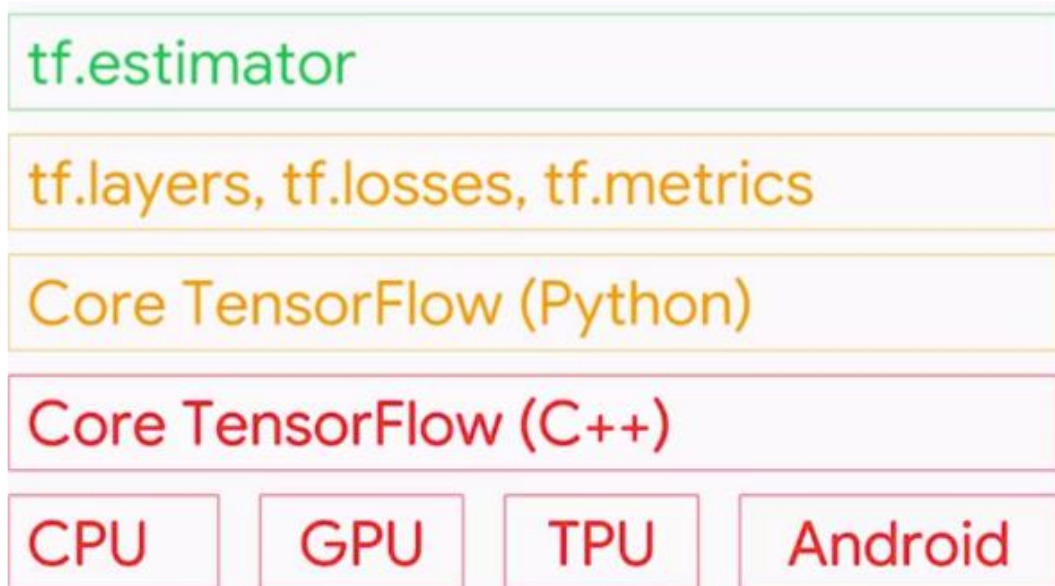 tf.estimator
tf.layers, tf.losses, tf.metrics
Core TensorFlow (Python)
Core TensorFlow (C++)
CPU GPU TPU Android